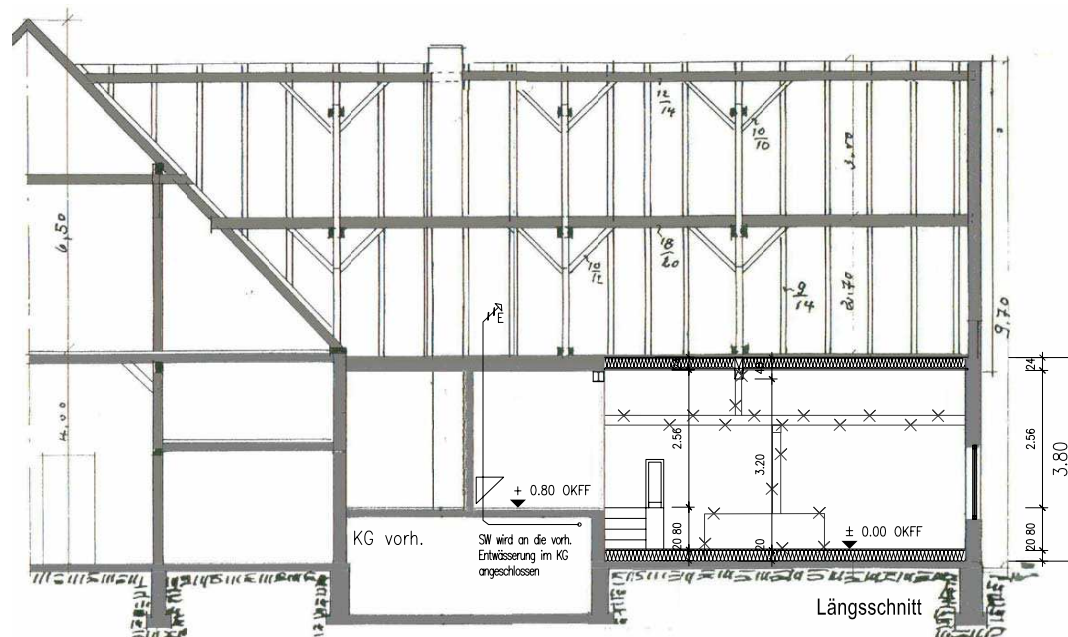 12/14
10/10
6,50
18/20
10/12
9/14
2,70
9,70
E
24
4,00
2.56
3.20
2.56
3.80
± 0.80 OKFF
± 0.00 OKFF
KG vorh.
SW wird an die vorh.
Entwässerung im KG
angeschlossen
20 80
20
20 80
Längsschnitt